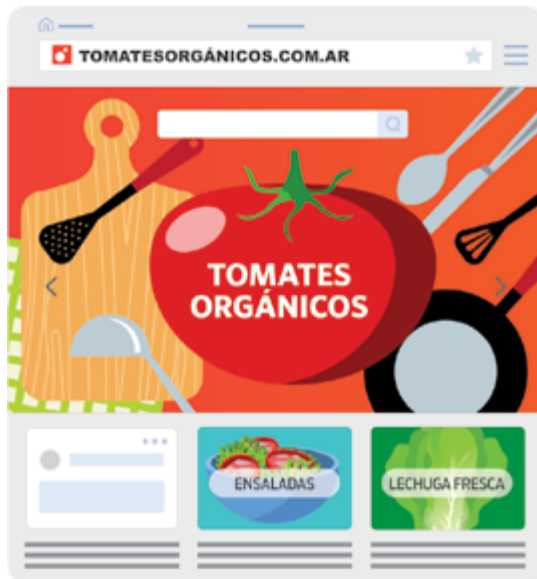 TOMATESORGÁNICOS.COM.AR
TOMATES
ORGÁNICOS
ENSALADAS
LECHUGA FRESCA